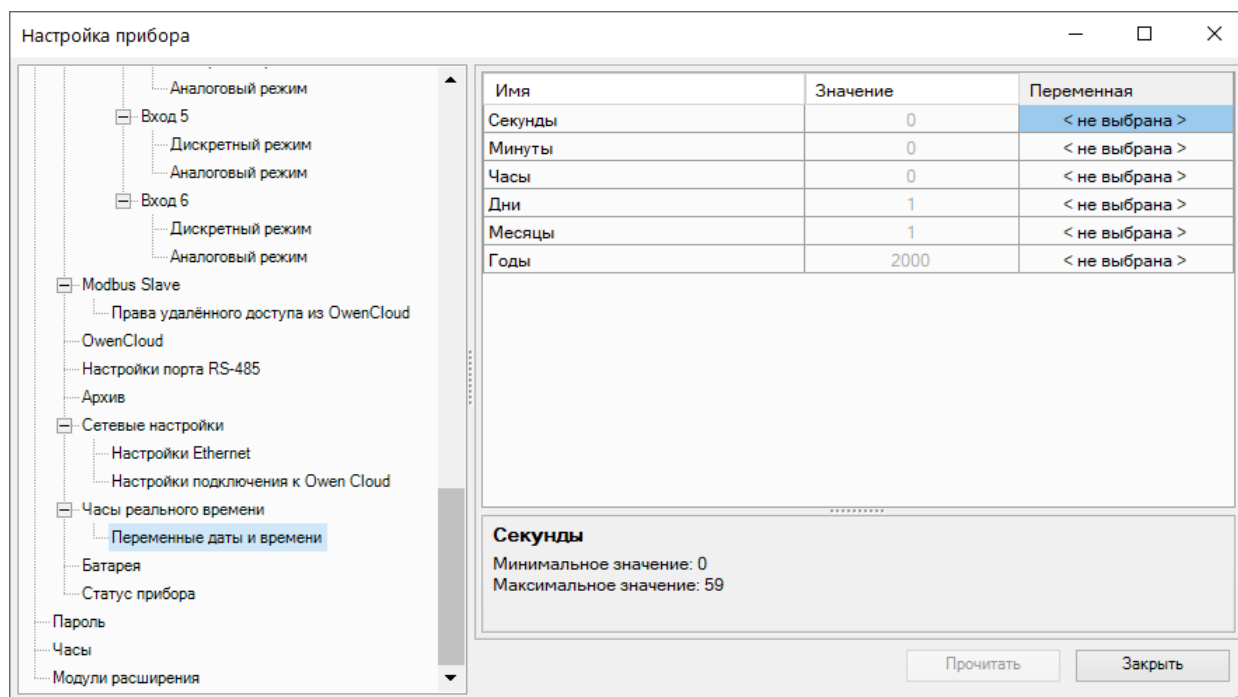 Настройка прибора
Аналоговый режим
Вход 5
Дискретный режим
Аналоговый режим
Вход 6
Дискретный режим
Аналоговый режим
Modbus Slave
Права удалённого доступа из OwenCloud
OwenCloud
Настройки порта RS-485
Архив
Сетевые настройки
Настройки Ethernet
Настройки подключения к Owen Cloud
Часы реального времени
Переменные даты и времени
Батарея
Статус прибора
Пароль
Часы
Модули расширения
Имя Значение Переменная
Секунды 0 < не выбрана >
Минуты 0 < не выбрана >
Часы 0 < не выбрана >
Дни 1 < не выбрана >
Месяцы 1 < не выбрана >
Годы 2000 < не выбрана >
Секунды
Минимальное значение: 0
Максимальное значение: 59
Прочитать Закрыть